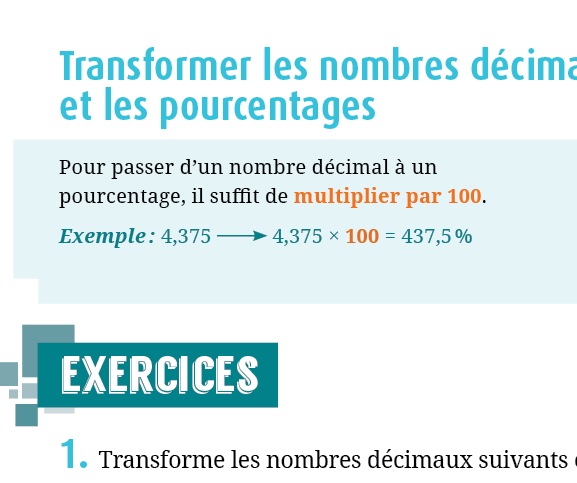 Transformer les nombres
et les pourcentages
Pour passer d’un nombre décimal à un
pourcentage, il suffit de multiplier par 100.
Exemple : 4,375 ⟶ 4,375 × 100 = 437,5 %
EXERCICES
1. Transforme les nombres décimaux suivants